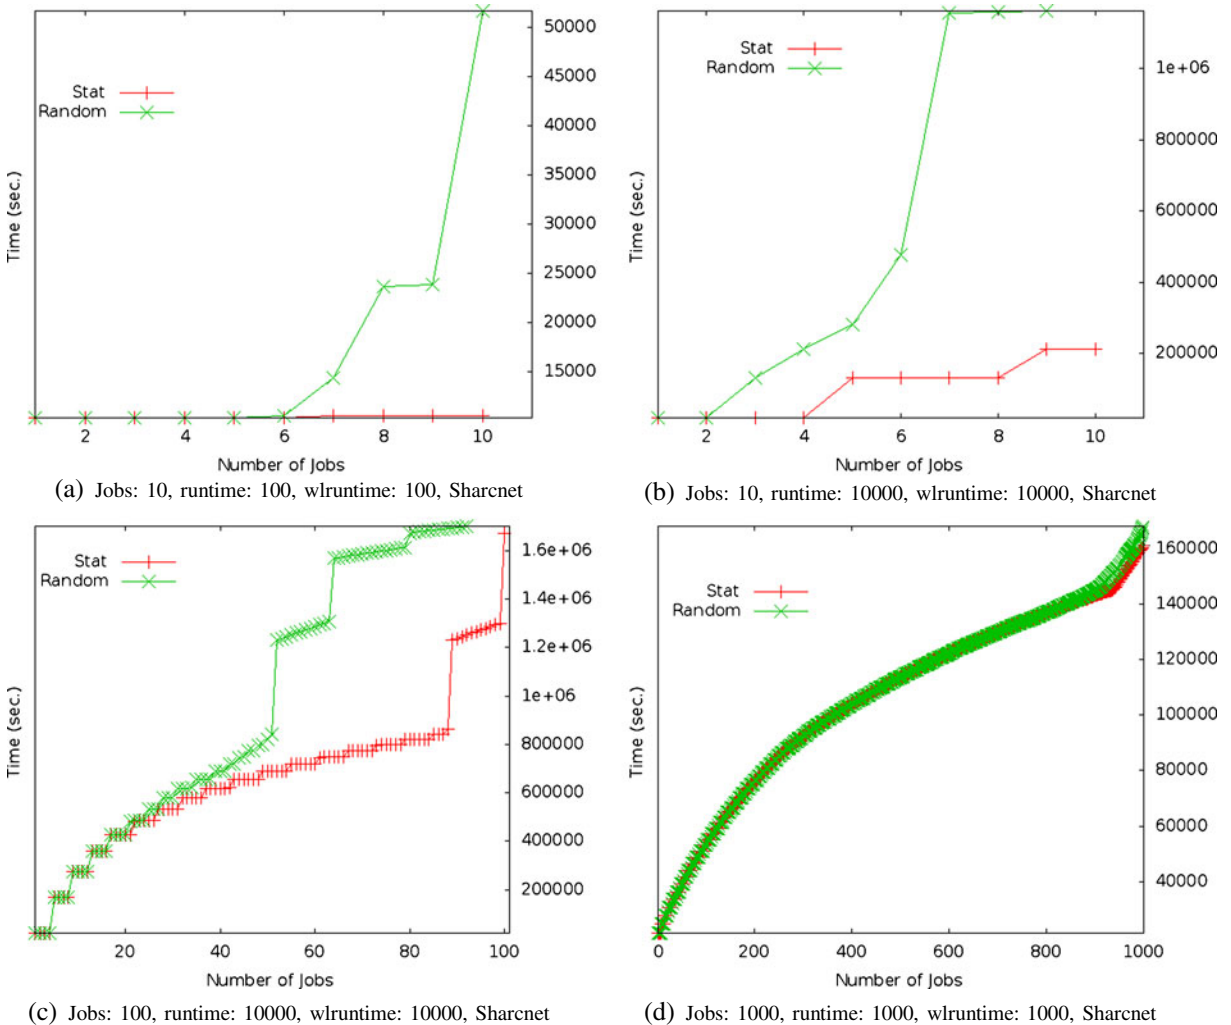 50000
45000
40000
35000
30000
25000
20000
15000
Stat
Random
Time (sec.)
2 4 6 8 10
Number of Jobs
(a) Jobs: 10, runtime: 100, wlruntime: 100, Sharcnet
1e+06
800000
600000
400000
200000
Stat
Random
Time (sec.)
2 4 6 8 10
Number of Jobs
(b) Jobs: 10, runtime: 10000, wlruntime: 10000, Sharcnet
1.6e+06
1.4e+06
1.2e+06
1e+06
800000
600000
400000
200000
Stat
Random
Time (sec.)
20 40 60 80 100
Number of Jobs
(c) Jobs: 100, runtime: 10000, wlruntime: 10000, Sharcnet
160000
140000
120000
100000
80000
60000
40000
Stat
Random
Time (sec.)
0 200 400 600 800 1000
Number of Jobs
(d) Jobs: 1000, runtime: 1000, wlruntime: 1000, Sharcnet